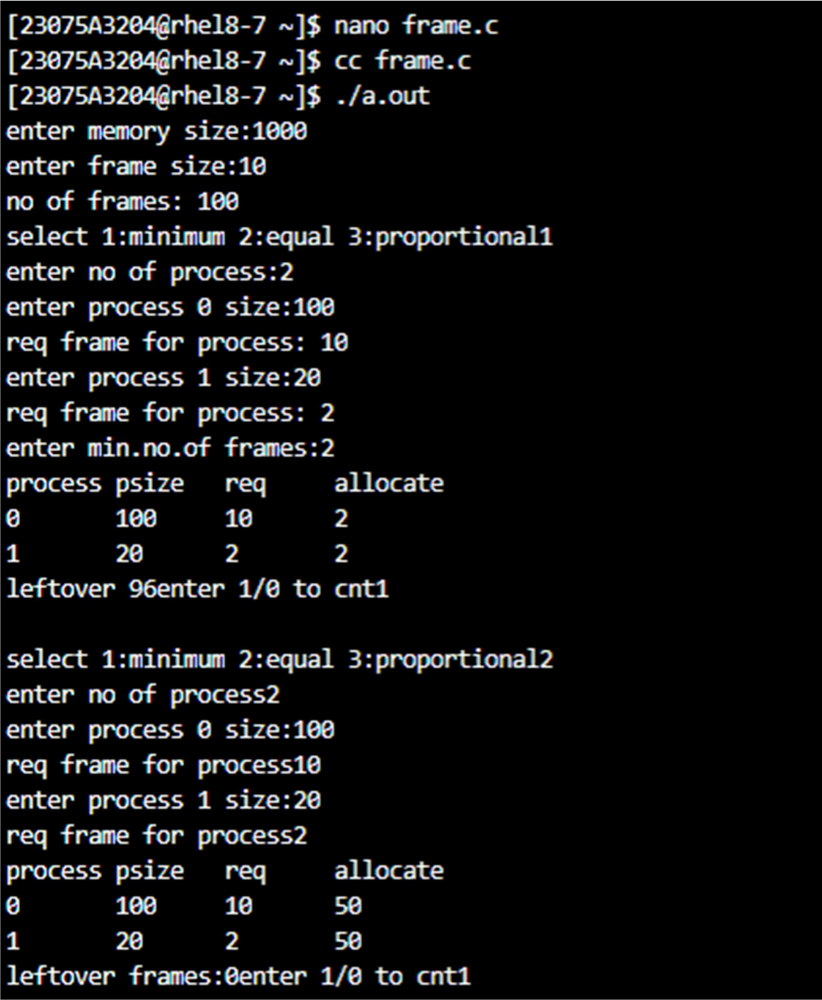 [23075A3204@rhel8-7 ~]$ nano frame.c
[23075A3204@rhel8-7 ~]$ cc frame.c
[23075A3204@rhel8-7 ~]$ ./a.out
enter memory size:1000
enter frame size:10
no of frames: 100
select 1:minimum 2:equal 3:proportional1
enter no of process:2
enter process 0 size:100
req frame for process: 10
enter process 1 size:20
req frame for process: 2
enter min.no.of frames:2
process psize   req     allocate
0       100     10      2
1       20      2       2
leftover 96enter 1/0 to cnt1
select 1:minimum 2:equal 3:proportional2
enter no of process2
enter process 0 size:100
req frame for process10
enter process 1 size:20
req frame for process2
process psize   req     allocate
0       100     10      50
1       20      2       50
leftover frames:0enter 1/0 to cnt1